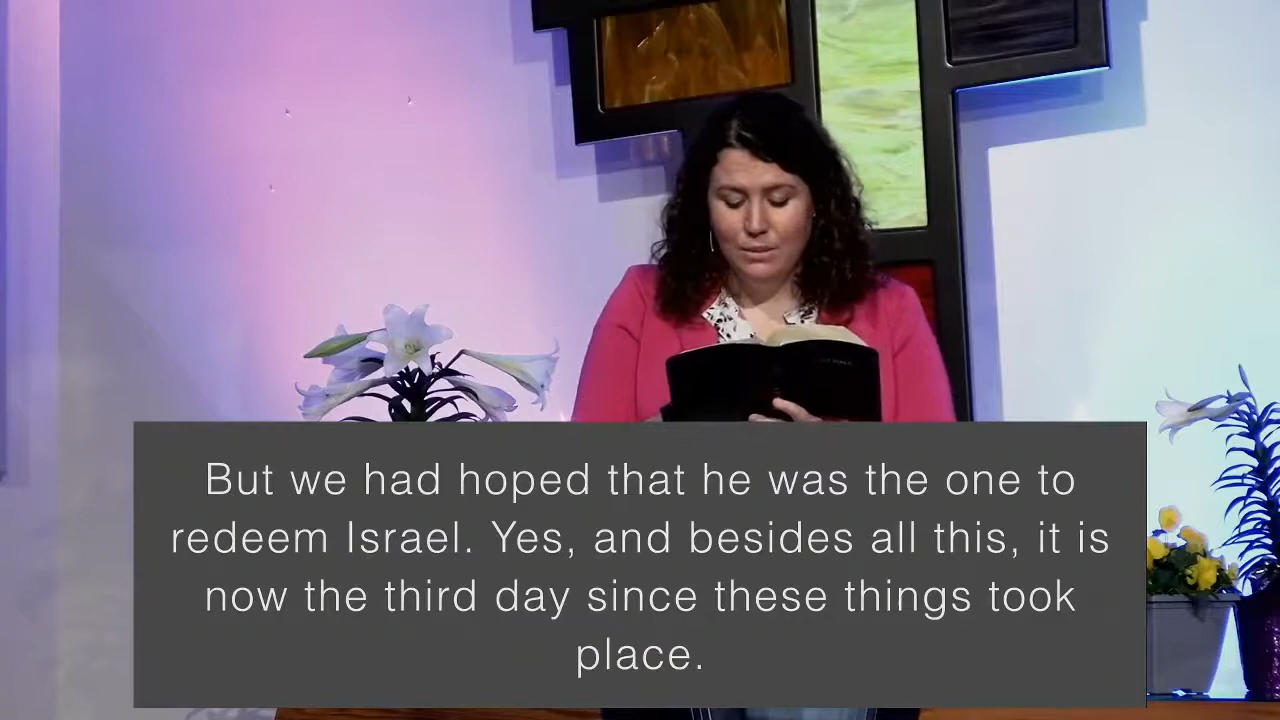 But we had hoped that he was the one to
redeem Israel. Yes, and besides all this, it is
now the third day since these things took
place.